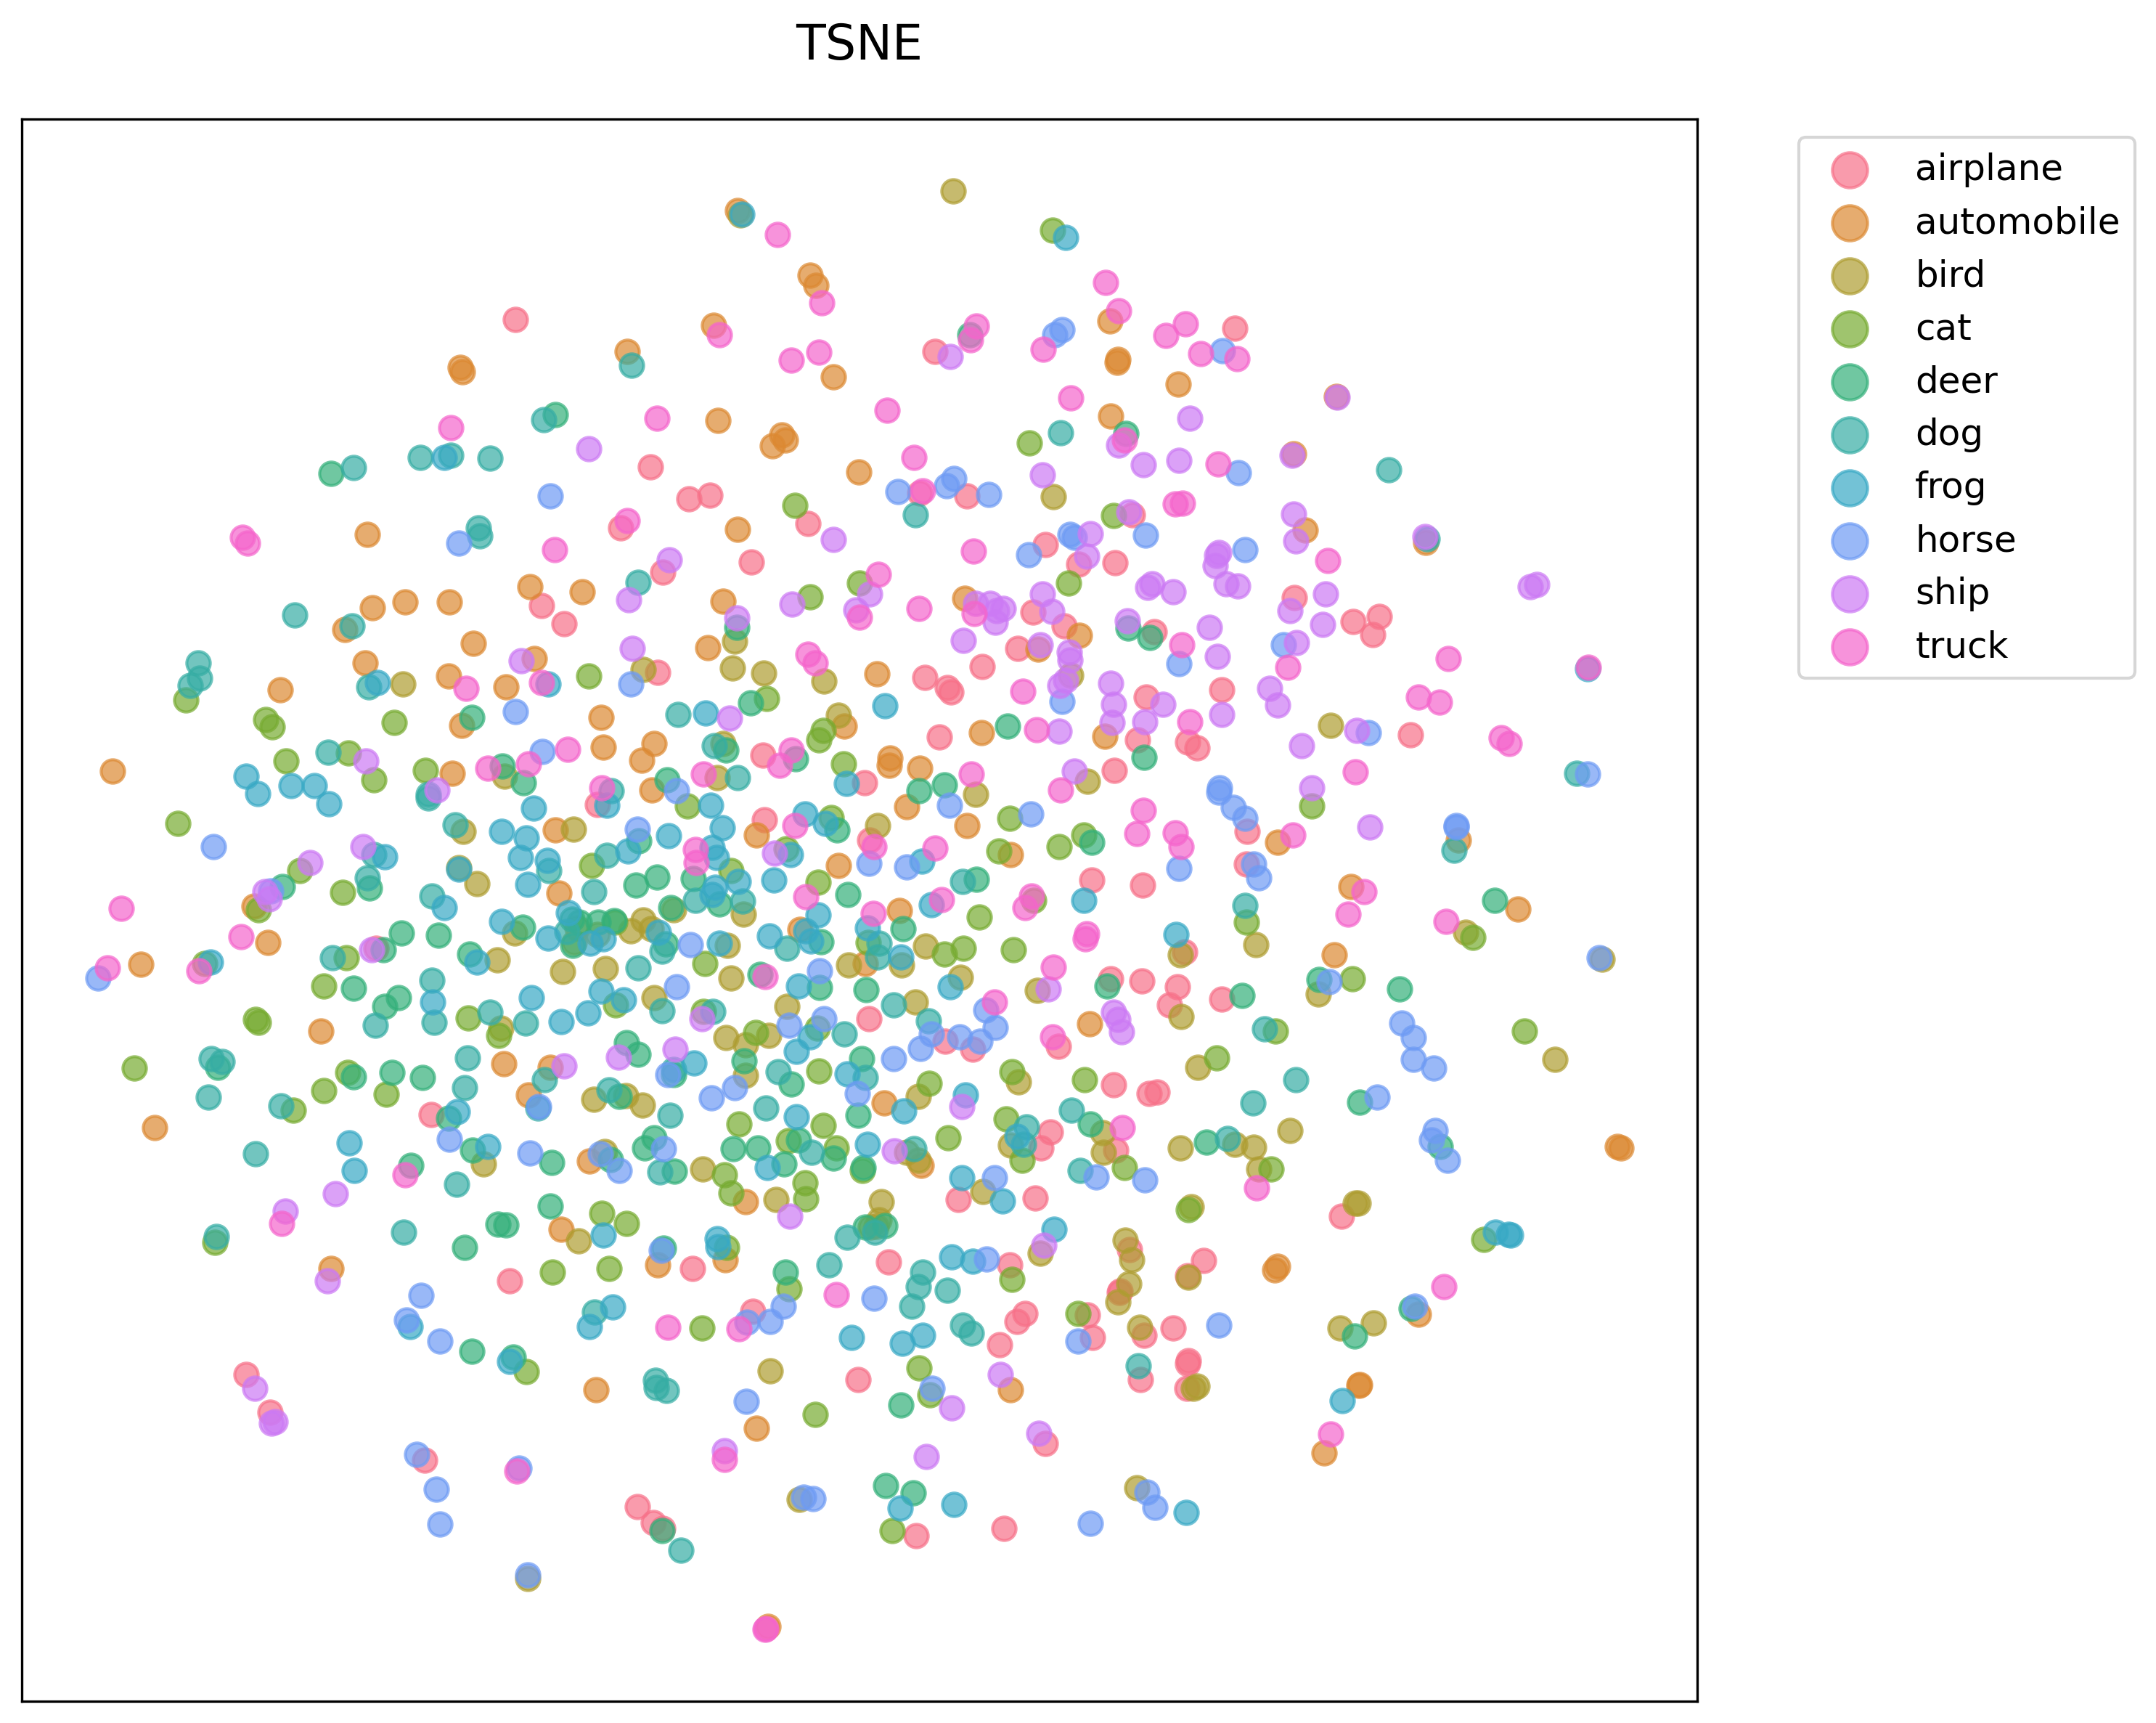 TSNE
airplane
automobile
bird
cat
deer
dog
frog
horse
ship
truck